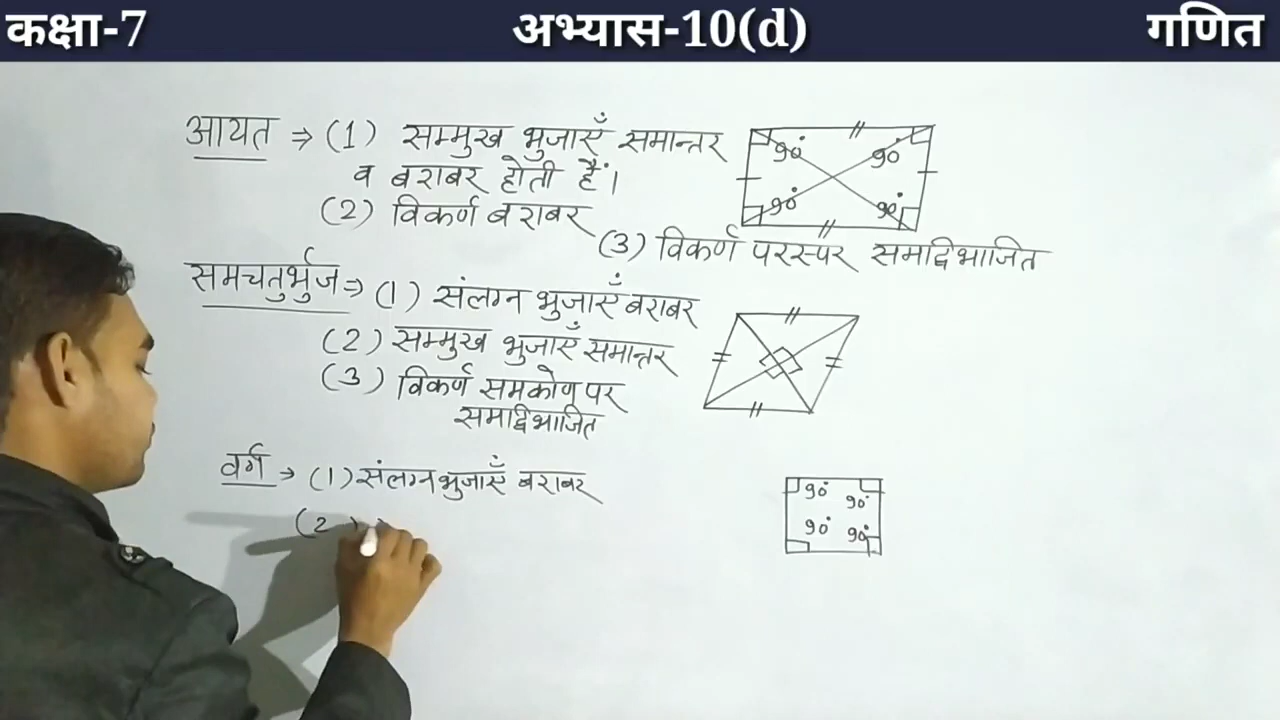 कक्षा-7 अभ्यास-10(d) गणित
आयत ⇒ (1) सम्मुख भुजाएँ समान्तर
व बराबर होती हैं।
(2) विकर्ण बराबर
(3) विकर्ण परस्पर समद्विभाजित
90° 90°
90° 90°
समचतुर्भुज ⇒ (1) संलग्न भुजाएँ बराबर
(2) सम्मुख भुजाएँ समान्तर
(3) विकर्ण समकोण पर
समद्विभाजित
वर्ग → (1) संलग्न भुजाएँ बराबर
(2)
90° 90°
90° 90°